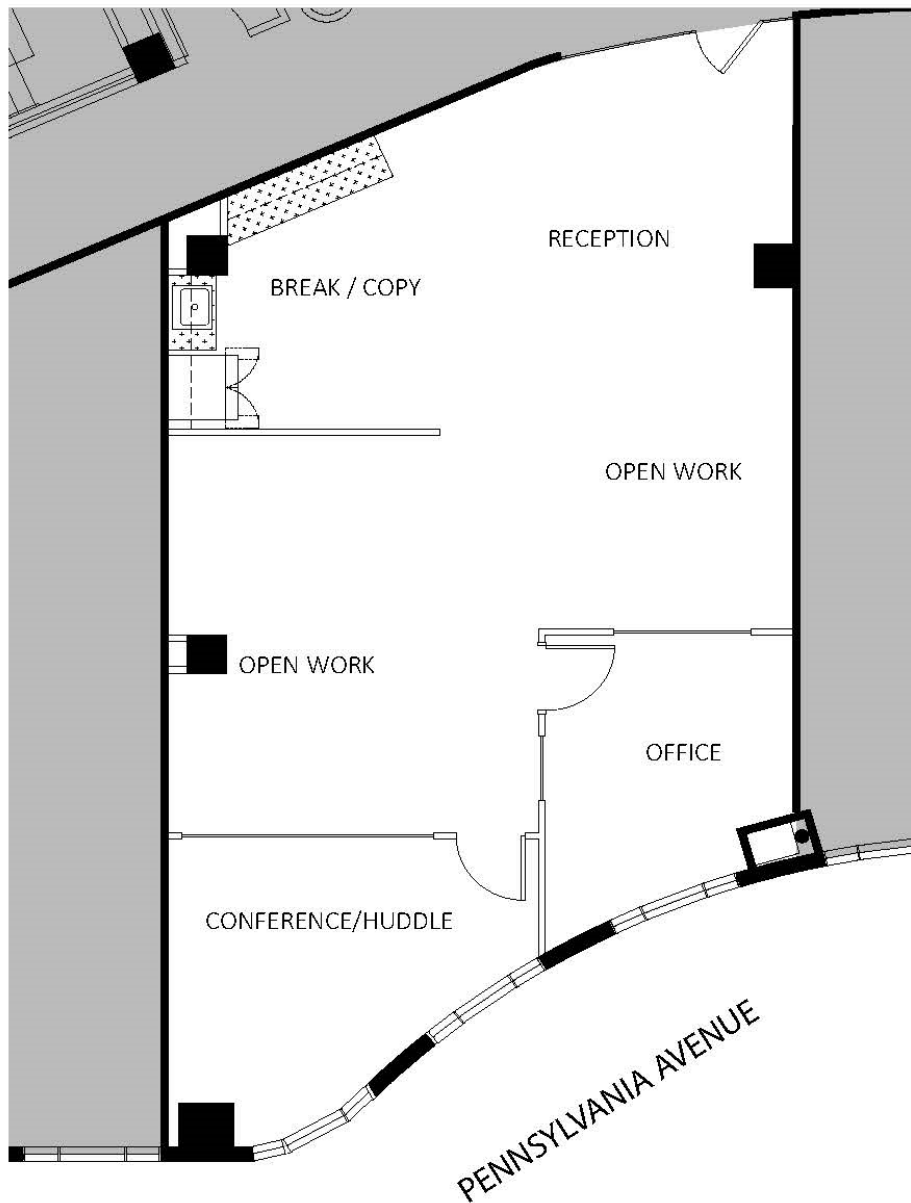 RECEPTION
BREAK / COPY
OPEN WORK
OPEN WORK
OFFICE
CONFERENCE/HUDDLE
PENNSYLVANIA AVENUE